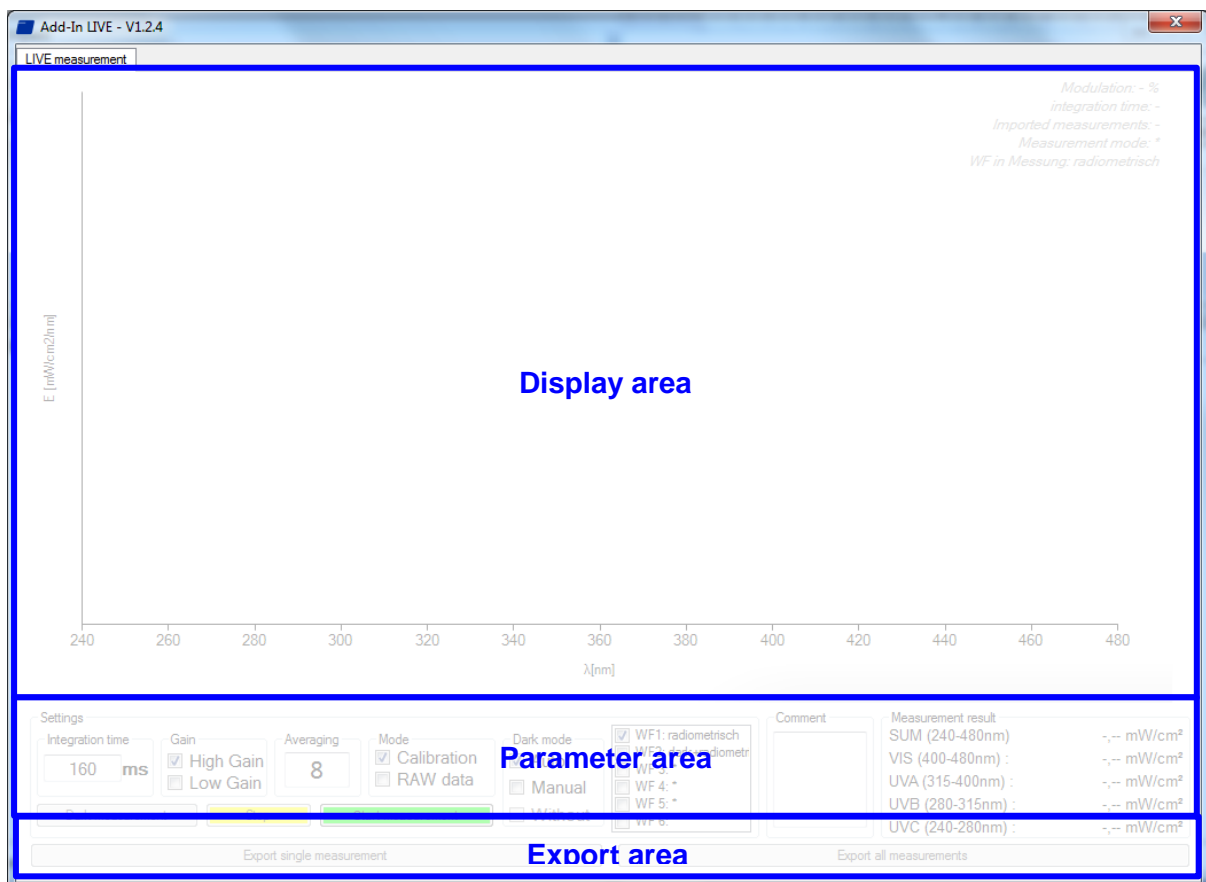 Add-In LIVE - V1.2.4
x
LIVE measurement
Modulation: - %
integration time: -
Imported measurements: -
Measurement mode: *
WF in Messung: radiometrisch
E [mW/cm2/nm]
Display area
240 260 280 300 320 340 360 380 400 420 440 460 480
λ[nm]
Settings
Integration time
160 ms
Gain
High Gain
Low Gain
Averaging
8
Mode
Calibration
RAW data
Dark mode
Manual
Without
WF1: radiometrisch
WF 3:
WF 4: *
WF 5: *
WF 6:
Parameter area
Comment
Measurement result
SUM (240-480nm) -,-- mW/cm²
VIS (400-480nm) : -,-- mW/cm²
UVA (315-400nm) : -,-- mW/cm²
UVB (280-315nm) : -,-- mW/cm²
UVC (240-280nm) : -,-- mW/cm²
Export single measurement
Export area
Export all measurements